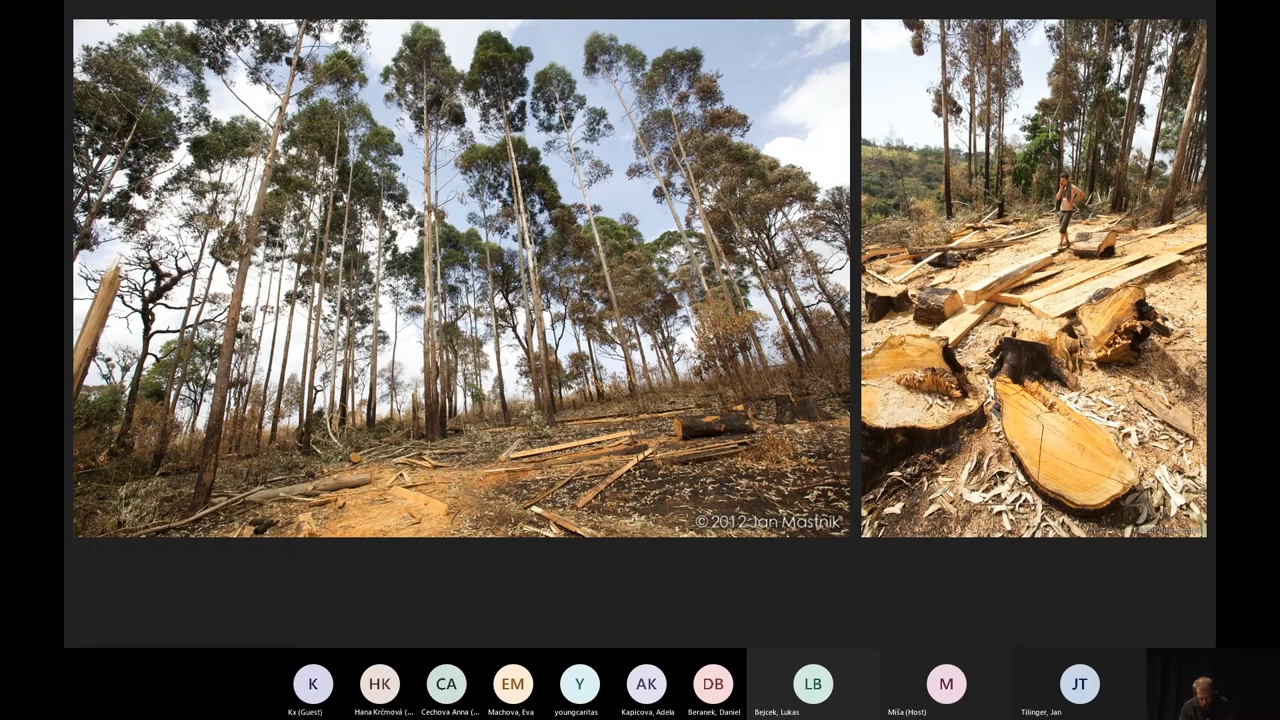 © 2012 Jan Mastnik
K
HK
CA
EM
Y
AK
DB
LB
M
JT
Kx (Guest)
Hana Krčmová (...
Cechova Anna (...
Machova, Eva
youngcaritas
Kapicova, Adela
Beranek, Daniel
Bejcek, Lukas
Míša (Host)
Tilinger, Jan